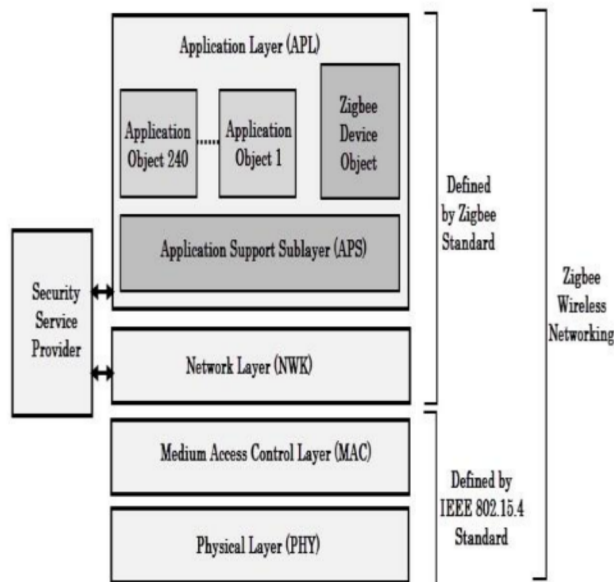 Application Layer (APL)
Application
Object 240
Application
Object 1
Zigbee
Device
Object
Application Support Sublayer (APS)
Security
Service
Provider
Network Layer (NWK)
Medium Access Control Layer (MAC)
Physical Layer (PHY)
Defined
by Zigbee
Standard
Defined by
IEEE 802.15.4
Standard
Zigbee
Wireless
Networking